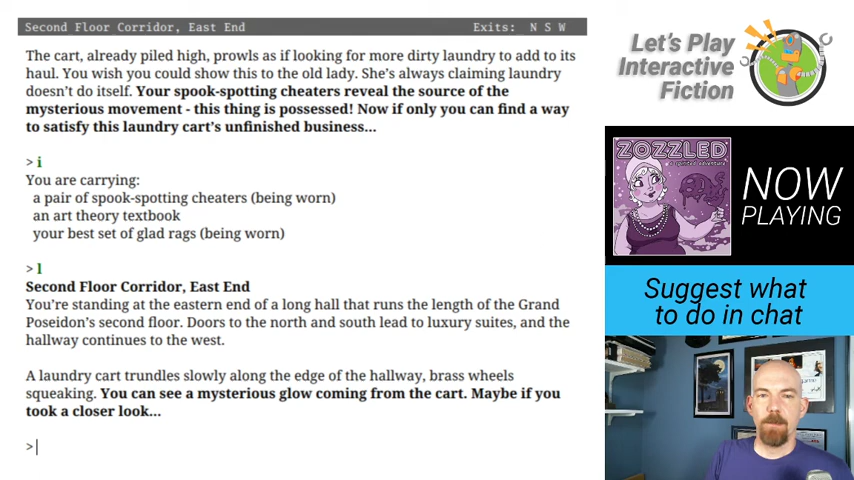 Second Floor Corridor, East End Exits: N S W
The cart, already piled high, prowls as if looking for more dirty laundry to add to its
haul. You wish you could show this to the old lady. She's always claiming laundry
doesn't do itself. Your spook-spotting cheaters reveal the source of the
mysterious movement - this thing is possessed! Now if only you can find a way
to satisfy this laundry cart's unfinished business...
> i
You are carrying:
a pair of spook-spotting cheaters (being worn)
an art theory textbook
your best set of glad rags (being worn)
> l
Second Floor Corridor, East End
You're standing at the eastern end of a long hall that runs the length of the Grand
Poseidon's second floor. Doors to the north and south lead to luxury suites, and the
hallway continues to the west.
A laundry cart trundles slowly along the edge of the hallway, brass wheels
squeaking. You can see a mysterious glow coming from the cart. Maybe if you
took a closer look...
>
Let's Play
Interactive
Fiction
ZOZZLED
a spirited adventure
NOW
PLAYING
Suggest what
to do in chat